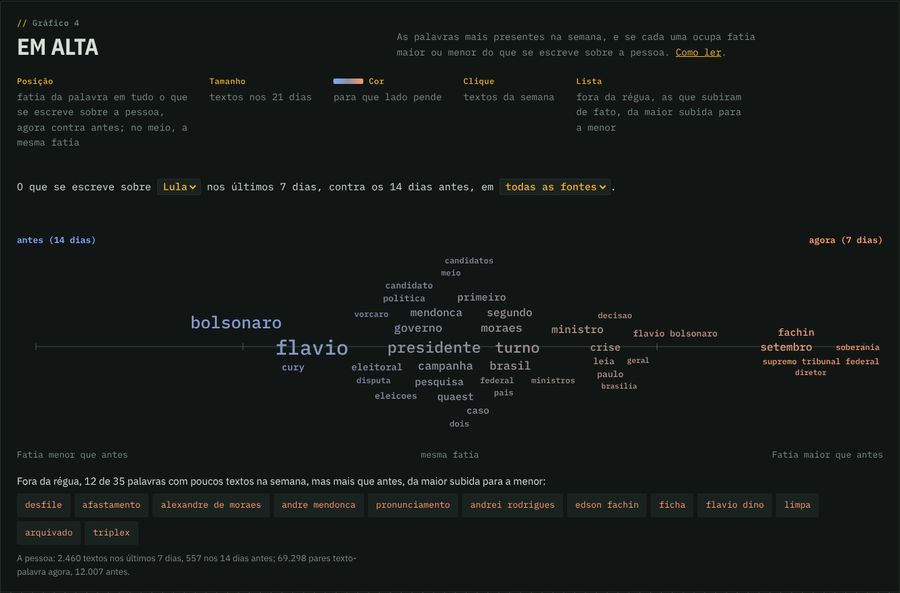 // Gráfico 4
EM ALTA
As palavras mais presentes na semana, e se cada uma ocupa fatia
maior ou menor do que se escreve sobre a pessoa. Como ler.
Posição
fatia da palavra em tudo o que
se escreve sobre a pessoa,
agora contra antes; no meio, a
mesma fatia
Tamanho
textos nos 21 dias
Cor
para que lado pende
Clique
textos da semana
Lista
fora da régua, as que subiram
de fato, da maior subida para
a menor
O que se escreve sobre Lula nos últimos 7 dias, contra os 14 dias antes, em todas as fontes.
antes (14 dias)
agora (7 dias)
candidatos
meio
candidato
politica
primeiro
vorcaro
mendonca
segundo
decisao
bolsonaro
governo
moraes
ministro
flavio bolsonaro
fachin
flavio
presidente
turno
crise
setembro
soberania
cury
eleitoral
campanha
brasil
leia
geral
supremo tribunal federal
disputa
pesquisa
federal
ministros
paulo
diretor
brasilia
eleicoes
quaest
pais
caso
dois
Fatia menor que antes
mesma fatia
Fatia maior que antes
Fora da régua, 12 de 35 palavras com poucos textos na semana, mas mais que antes, da maior subida para a menor:
desfile
afastamento
alexandre de moraes
andre mendonca
pronunciamento
andrei rodrigues
edson fachin
ficha
flavio dino
limpa
arquivado
triplex
A pessoa: 2.460 textos nos últimos 7 dias, 557 nos 14 dias antes; 69.298 pares texto-
palavra agora, 12.007 antes.